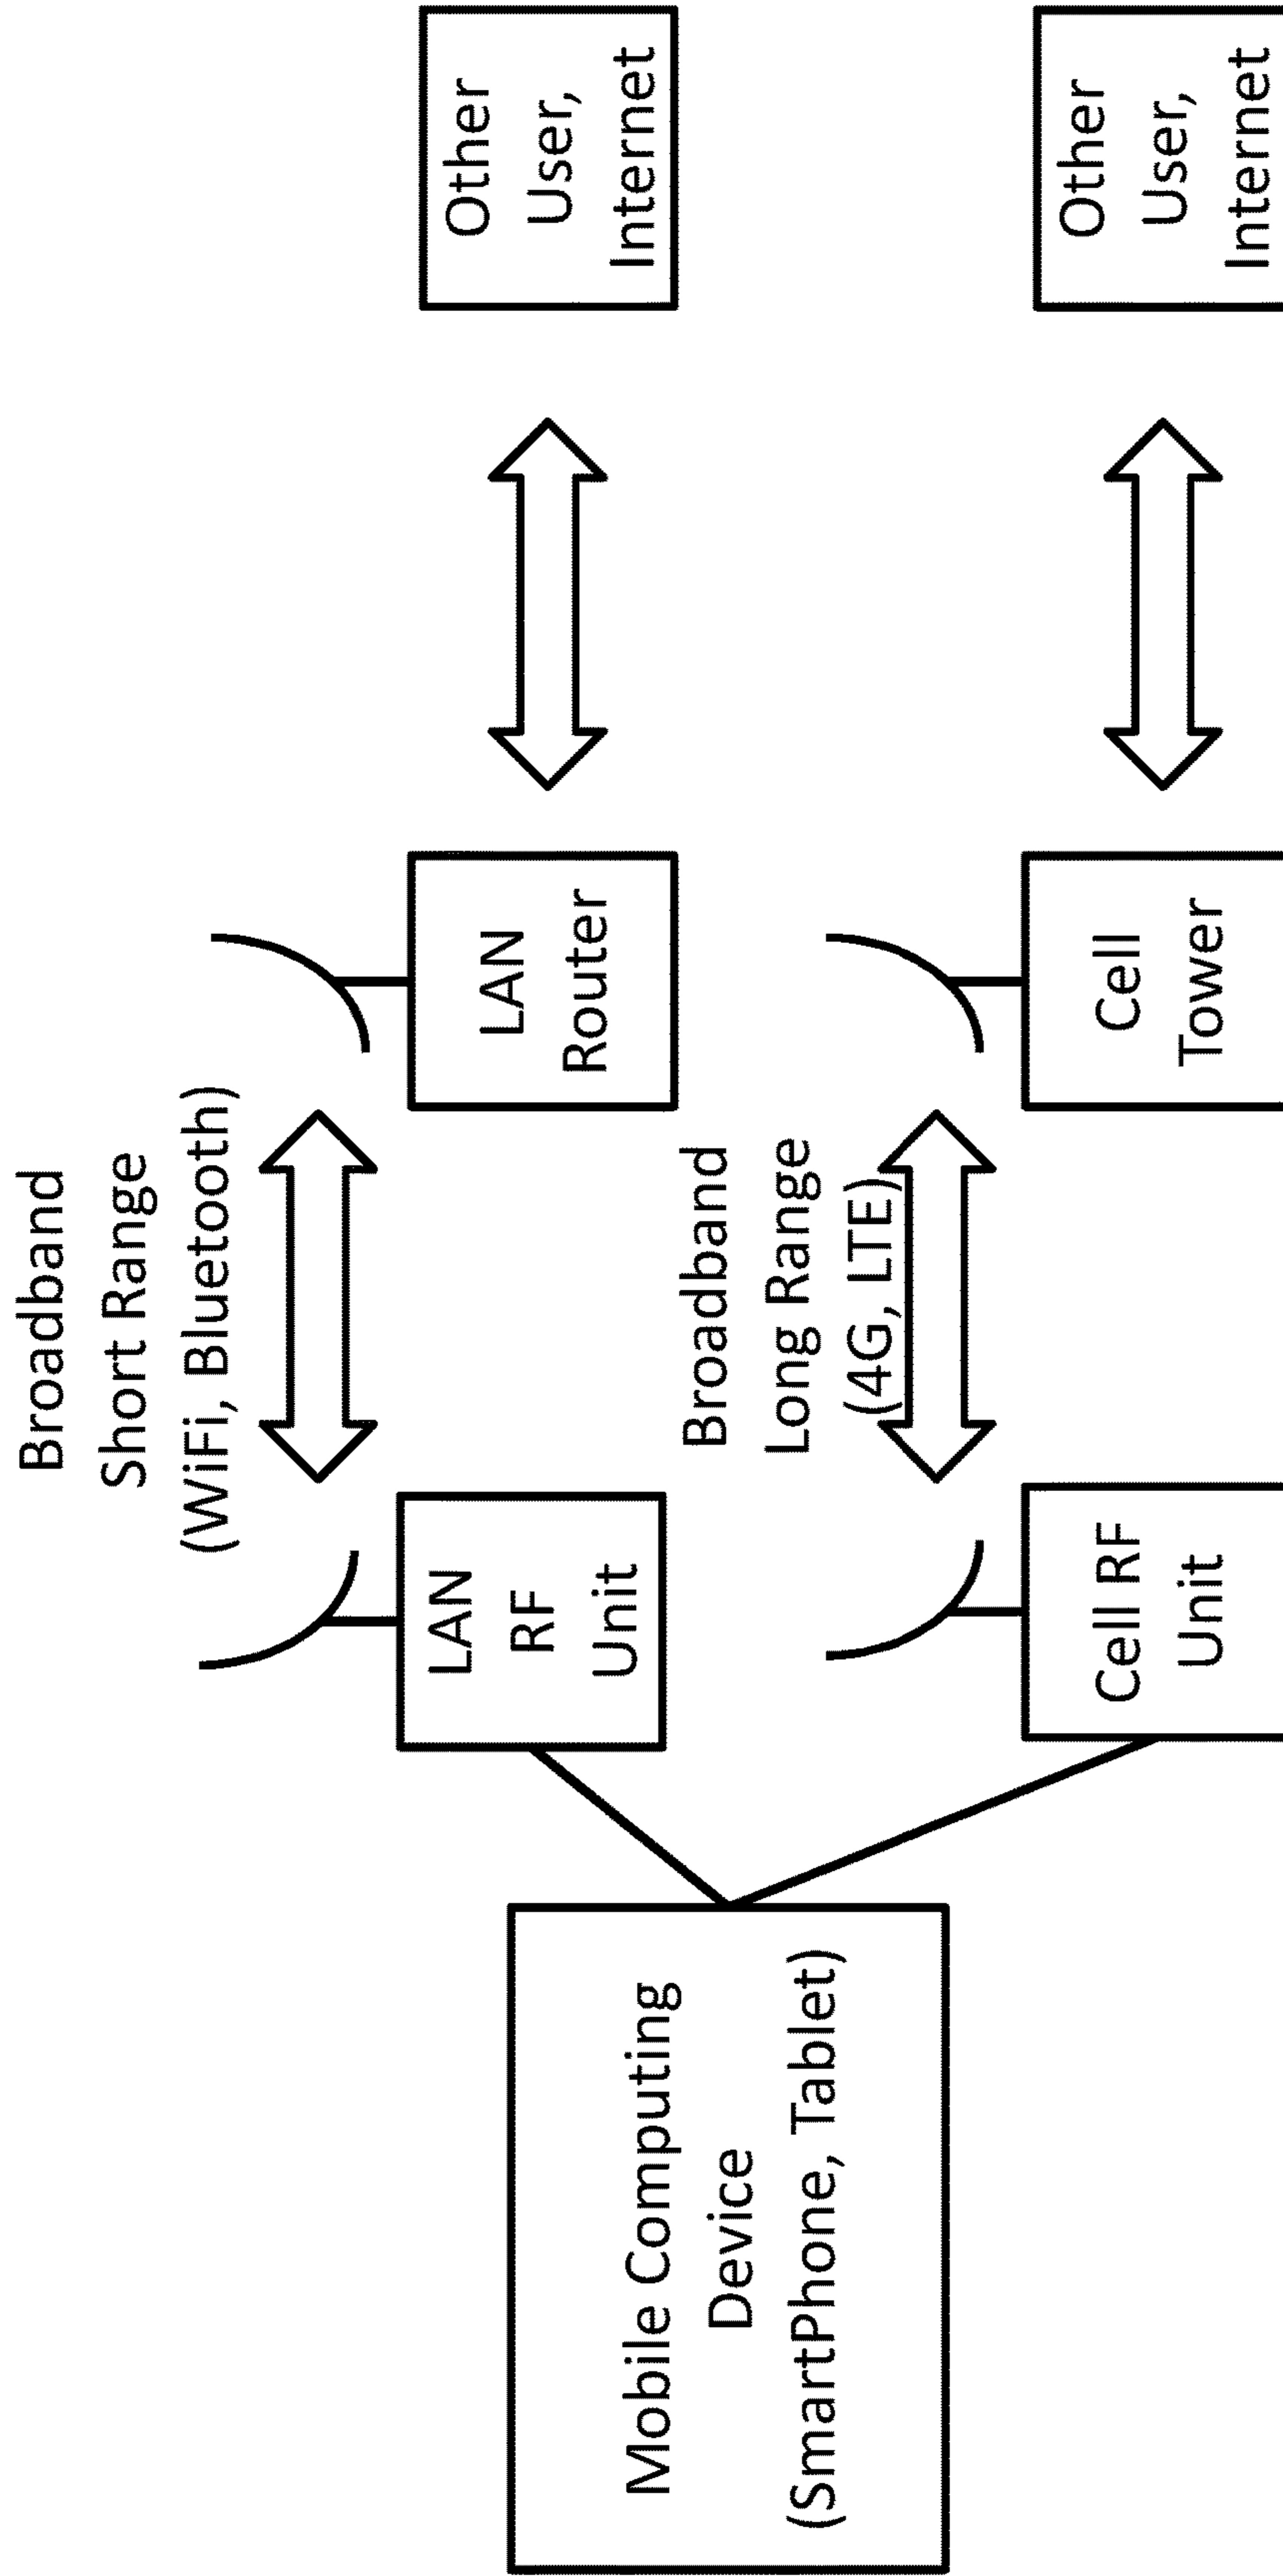 Broadband
Short Range
(WiFi, Bluetooth)
Mobile Computing
Device
(SmartPhone, Tablet)
LAN
RF
Unit
LAN
Router
Other
User,
Internet
Broadband
Long Range
(4G, LTE)
Cell RF
Unit
Cell
Tower
Other
User,
Internet